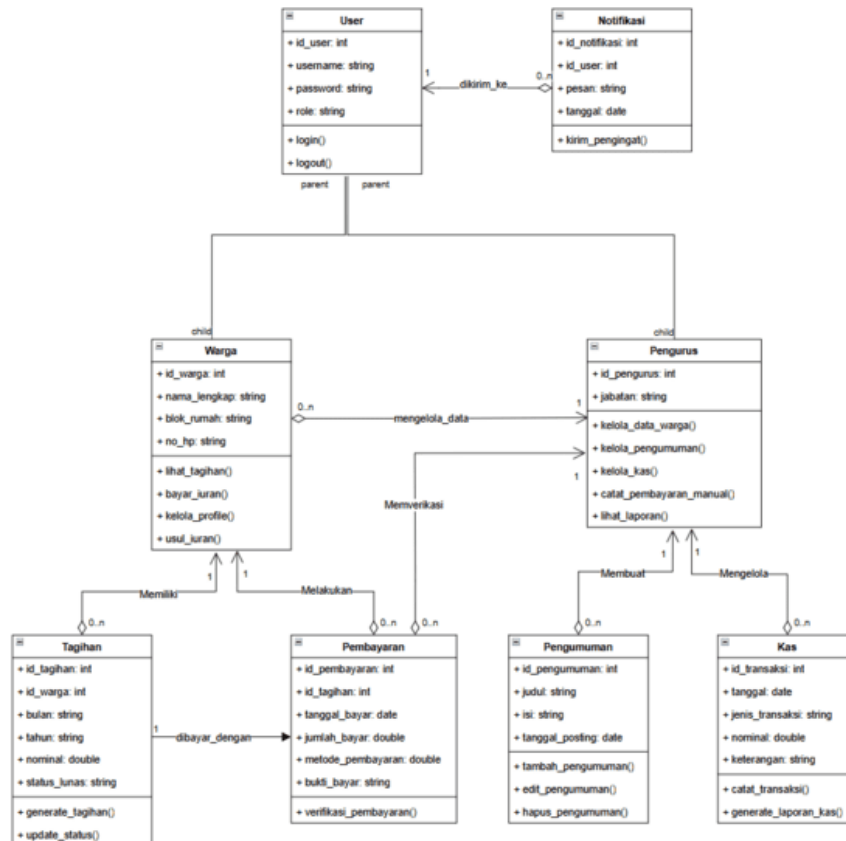 User
+ id_user: int
+ username: string
+ password: string
+ role: string
+ login()
+ logout()
Notifikasi
+ id_notifikasi: int
+ id_user: int
+ pesan: string
+ tanggal: date
+ kirim_pengingat()
1
dikirim_ke
0..n
parent
parent
child
child
Warga
+ id_warga: int
+ nama_lengkap: string
+ blok_rumah: string
+ no_hp: string
+ lihat_tagihan()
+ bayar_iuran()
+ kelola_profile()
+ usul_iuran()
0..n
mengelola_data
1
Pengurus
+ id_pengurus: int
+ jabatan: string
+ kelola_data_warga()
+ kelola_pengumuman()
+ kelola_kas()
+ catat_pembayaran_manual()
+ lihat_laporan()
1
Memverifikasi
0..n
1
Memiliki
0..n
1
Melakukan
0..n
1
Membuat
0..n
1
Mengelola
0..n
Tagihan
+ id_tagihan: int
+ id_warga: int
+ bulan: string
+ tahun: string
+ nominal: double
+ status_lunas: string
+ generate_tagihan()
+ update_status()
1
dibayar_dengan
Pembayaran
+ id_pembayaran: int
+ id_tagihan: int
+ tanggal_bayar: date
+ jumlah_bayar: double
+ metode_pembayaran: double
+ bukti_bayar: string
+ verifikasi_pembayaran()
Pengumuman
+ id_pengumuman: int
+ judul: string
+ isi: string
+ tanggal_posting: date
+ tambah_pengumuman()
+ edit_pengumuman()
+ hapus_pengumuman()
Kas
+ id_transaksi: int
+ tanggal: date
+ jenis_transaksi: string
+ nominal: double
+ keterangan: string
+ catat_transaksi()
+ generate_laporan_kas()